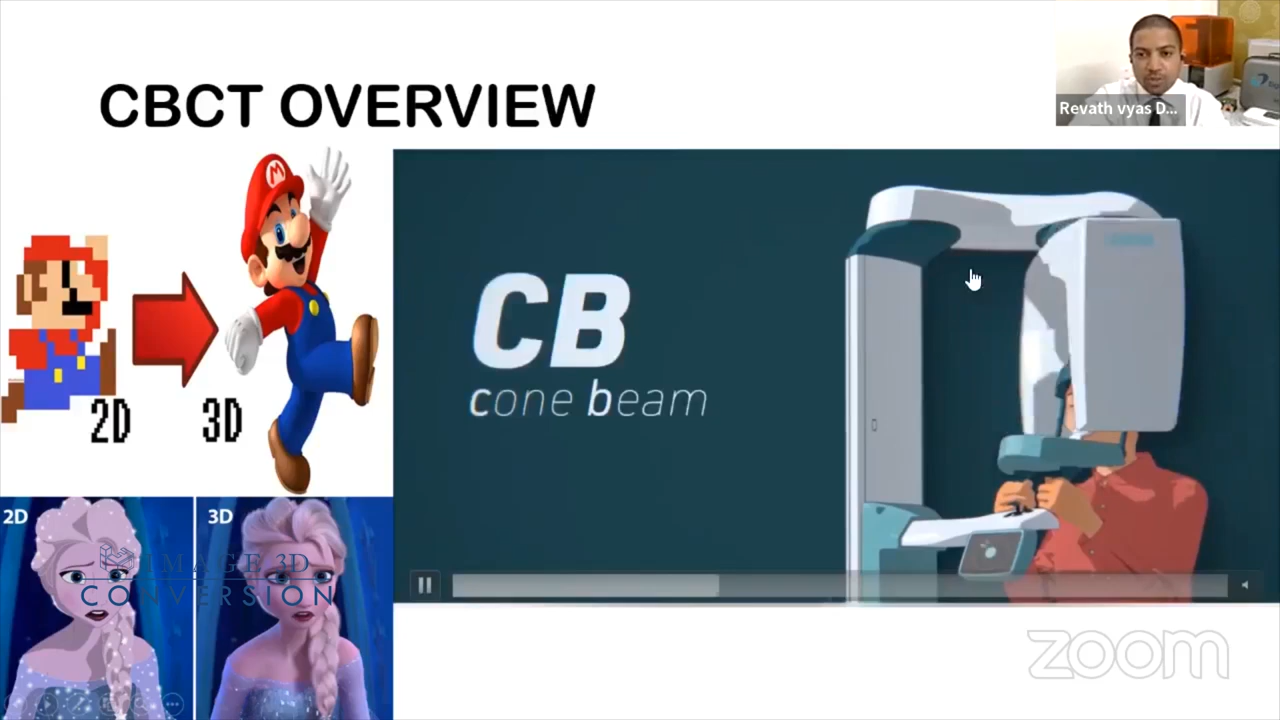 CBCT OVERVIEW
Revath vyas D...
M
2D
3D
CB
cone beam
2D
3D
IMAGE 3D
CONVERSION
zoom